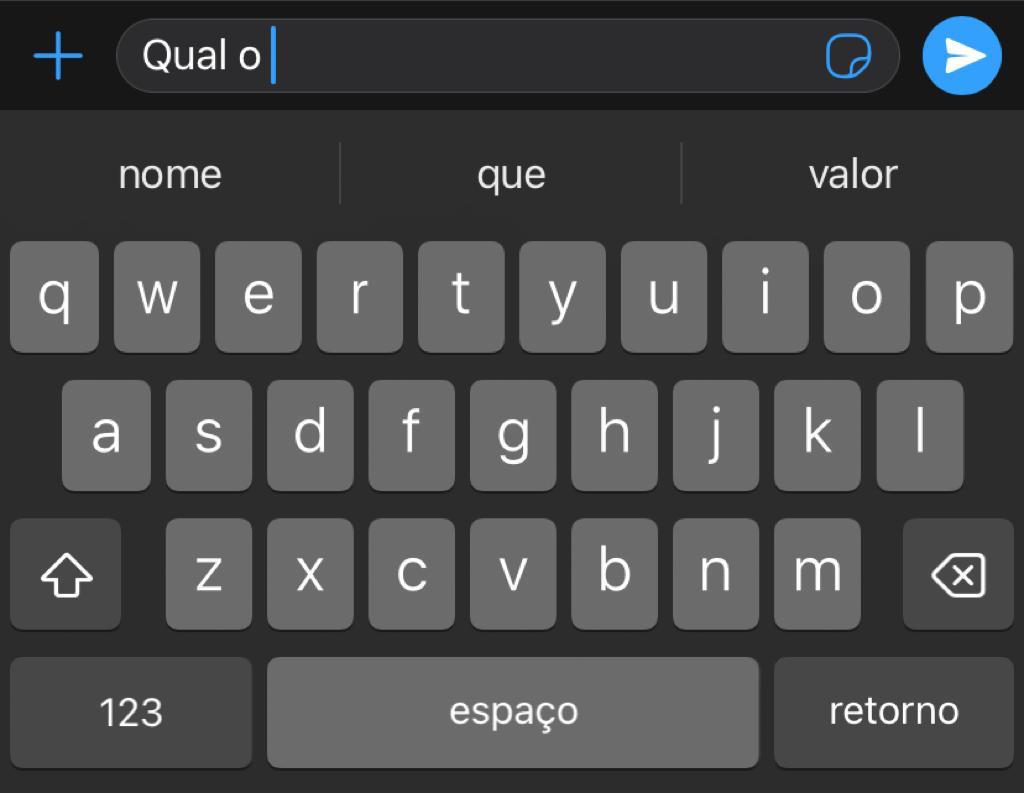 Qual o
nome que valor
q w e r t y u i o p
a s d f g h j k l
z x c v b n m
123 espaço retorno